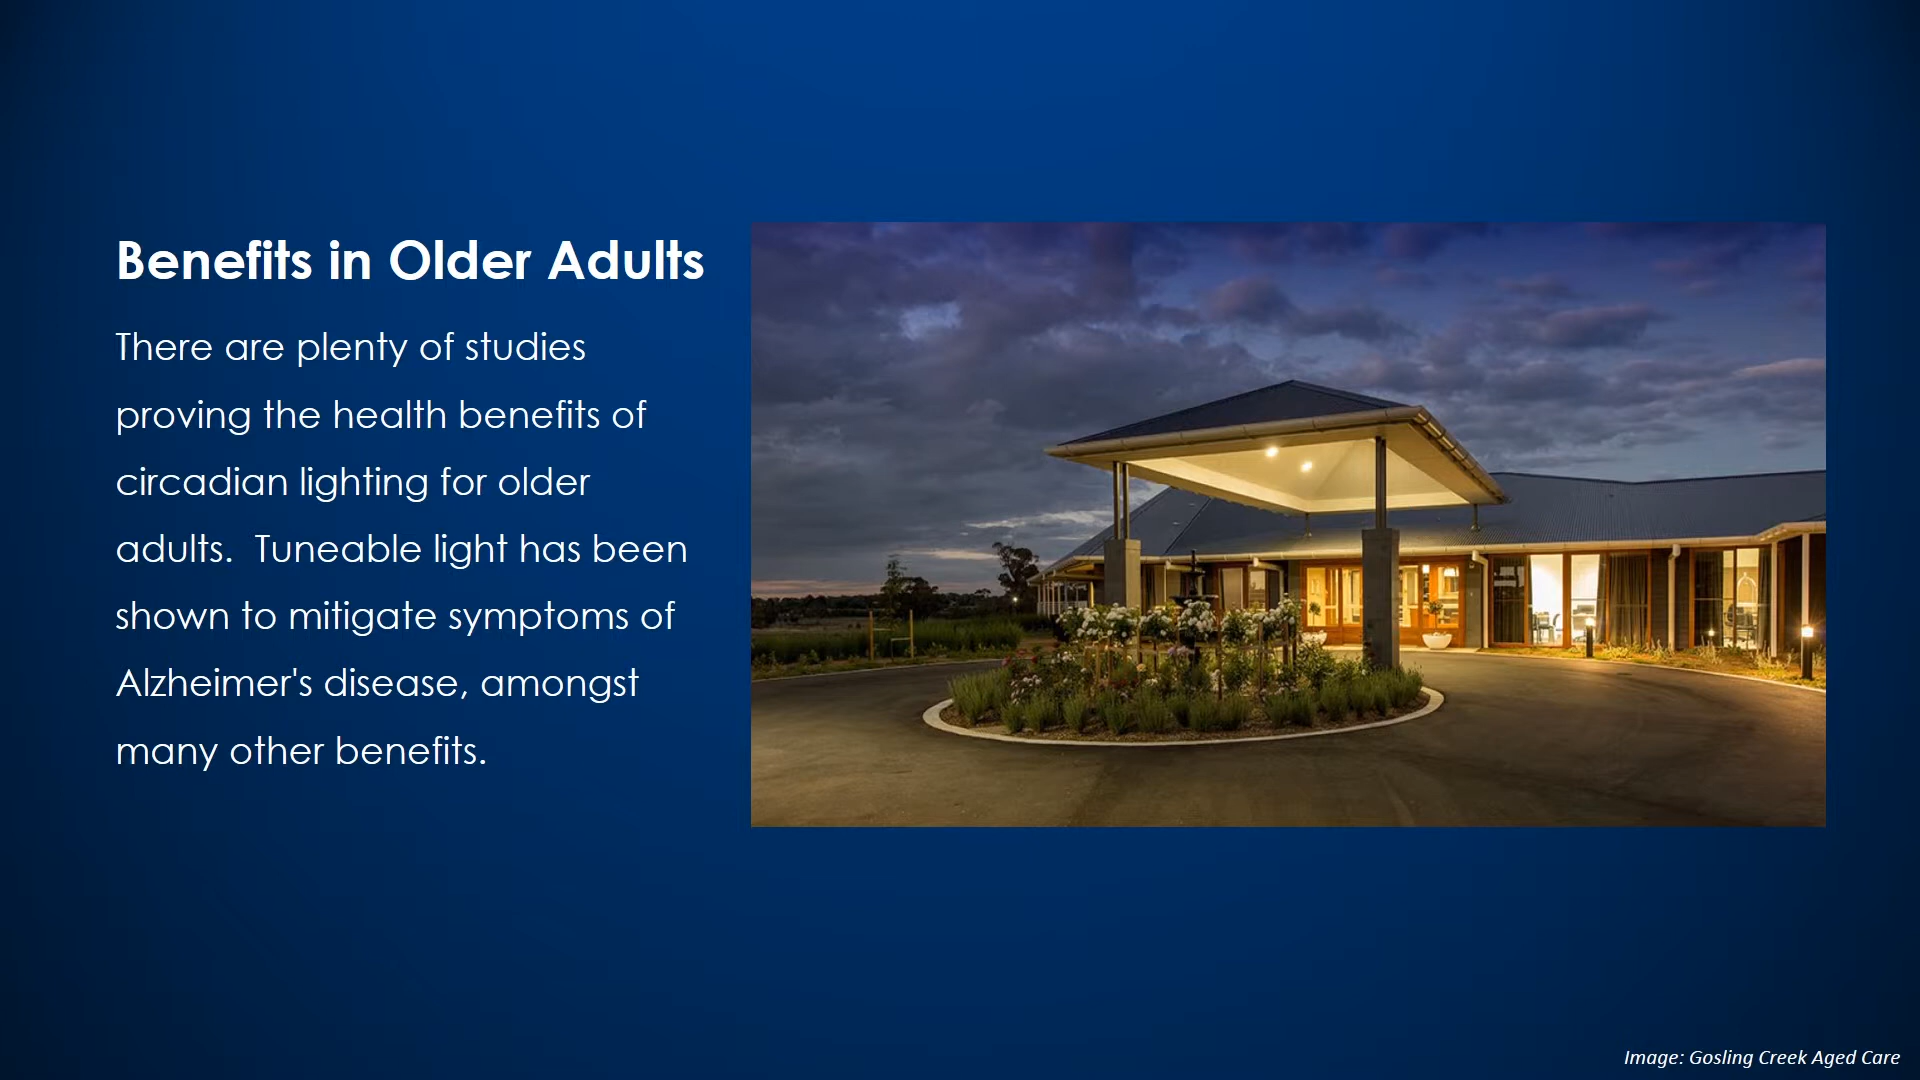 Benefits in Older Adults
There are plenty of studies
proving the health benefits of
circadian lighting for older
adults.  Tuneable light has been
shown to mitigate symptoms of
Alzheimer's disease, amongst
many other benefits.
Image: Gosling Creek Aged Care